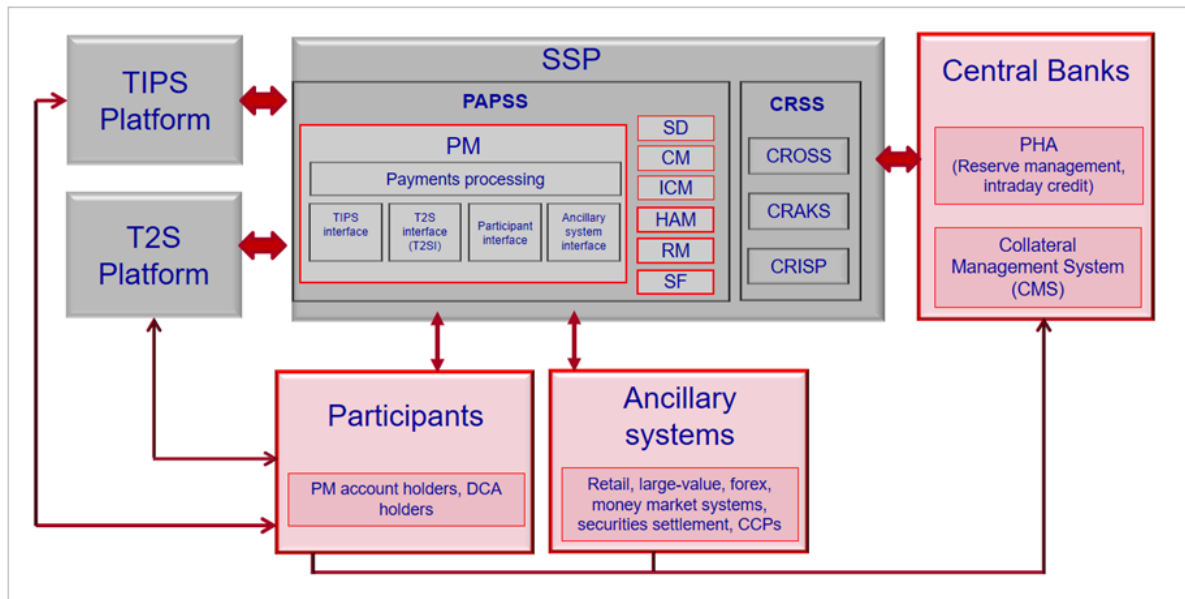 TIPS
Platform
T2S
Platform
SSP
PAPSS
PM
Payments processing
TIPS
interface
T2S
interface
(T2SI)
Participant
interface
Ancillary
system
interface
SD
CM
ICM
HAM
RM
SF
CRSS
CROSS
CRAKS
CRISP
Central Banks
PHA
(Reserve management,
intraday credit)
Collateral
Management System
(CMS)
Participants
PM account holders, DCA
holders
Ancillary
systems
Retail, large-value, forex,
money market systems,
securities settlement, CCPs